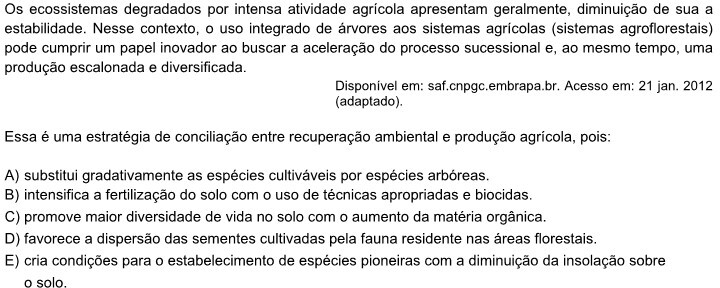 Os ecossistemas degradados por intensa atividade agrícola apresentam geralmente, diminuição de sua a
estabilidade. Nesse contexto, o uso integrado de árvores aos sistemas agrícolas (sistemas agroflorestais)
pode cumprir um papel inovador ao buscar a aceleração do processo sucessional e, ao mesmo tempo, uma
produção escalonada e diversificada.
Disponível em: saf.cnpgc.embrapa.br. Acesso em: 21 jan. 2012
(adaptado).
Essa é uma estratégia de conciliação entre recuperação ambiental e produção agrícola, pois:
A) substitui gradativamente as espécies cultiváveis por espécies arbóreas.
B) intensifica a fertilização do solo com o uso de técnicas apropriadas e biocidas.
C) promove maior diversidade de vida no solo com o aumento da matéria orgânica.
D) favorece a dispersão das sementes cultivadas pela fauna residente nas áreas florestais.
E) cria condições para o estabelecimento de espécies pioneiras com a diminuição da insolação sobre
o solo.